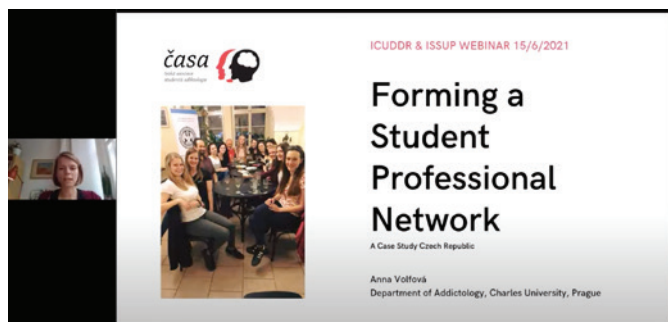 časa
ICUDDR & ISSUP WEBINAR 15/6/2021
Forming a
Student
Professional
Network
A Case Study Czech Republic
Anna Volfová
Department of Addictology, Charles University, Prague